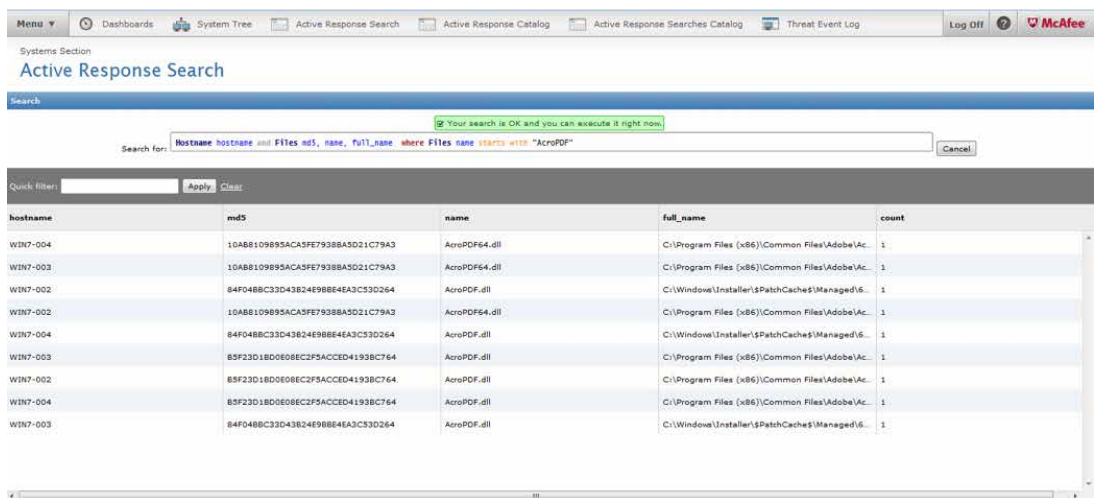 Menu ▼ Dashboards System Tree Active Response Search Active Response Catalog Active Response Searches Catalog Threat Event Log Log Off ? McAfee
Systems Section
Active Response Search
Search
Your search is OK and you can execute it right now.
Search for: Hostname hostname and Files md5, name, full_name where Files name starts with "AcroPDF" Cancel
Quick filter: Apply Clear
hostname md5 name full_name count
WIN7-004 10AB8109895ACA5FE7938BA5D21C79A3 AcroPDF64.dll C:\Program Files (x86)\Common Files\Adobe\Ac... 1
WIN7-003 10AB8109895ACA5FE7938BA5D21C79A3 AcroPDF64.dll C:\Program Files (x86)\Common Files\Adobe\Ac... 1
WIN7-002 84F04BBC33D43B24E9BBE4EA3C53D264 AcroPDF.dll C:\Windows\Installer\$PatchCache$\Managed\6... 1
WIN7-002 10AB8109895ACA5FE7938BA5D21C79A3 AcroPDF64.dll C:\Program Files (x86)\Common Files\Adobe\Ac... 1
WIN7-004 84F04BBC33D43B24E9BBE4EA3C53D264 AcroPDF.dll C:\Windows\Installer\$PatchCache$\Managed\6... 1
WIN7-003 B5F23D1BD0E08EC2F5ACCED4193BC764 AcroPDF.dll C:\Program Files (x86)\Common Files\Adobe\Ac... 1
WIN7-002 B5F23D1BD0E08EC2F5ACCED4193BC764 AcroPDF.dll C:\Program Files (x86)\Common Files\Adobe\Ac... 1
WIN7-004 B5F23D1BD0E08EC2F5ACCED4193BC764 AcroPDF.dll C:\Program Files (x86)\Common Files\Adobe\Ac... 1
WIN7-003 84F04BBC33D43B24E9BBE4EA3C53D264 AcroPDF.dll C:\Windows\Installer\$PatchCache$\Managed\6... 1